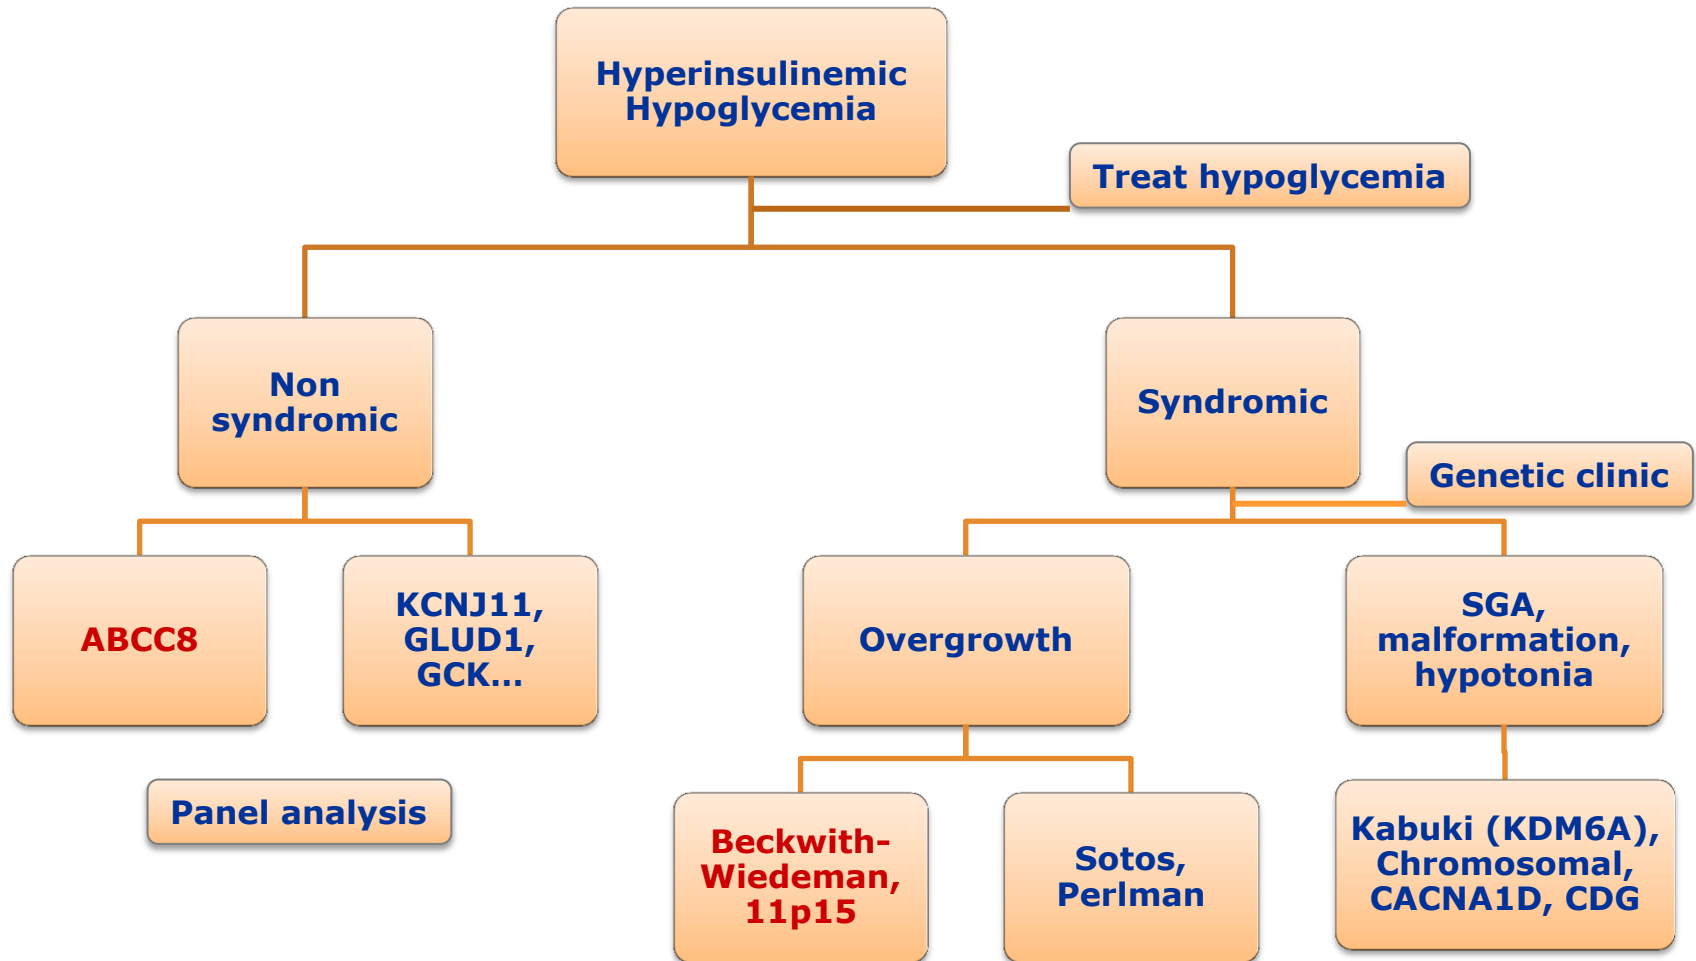 Hyperinsulinemic
Hypoglycemia
Treat hypoglycemia
Non
syndromic
Syndromic
Genetic clinic
ABCC8
KCNJ11,
GLUD1,
GCK...
Overgrowth
SGA,
malformation,
hypotonia
Panel analysis
Beckwith-
Wiedeman,
11p15
Sotos,
Perlman
Kabuki (KDM6A),
Chromosomal,
CACNA1D, CDG